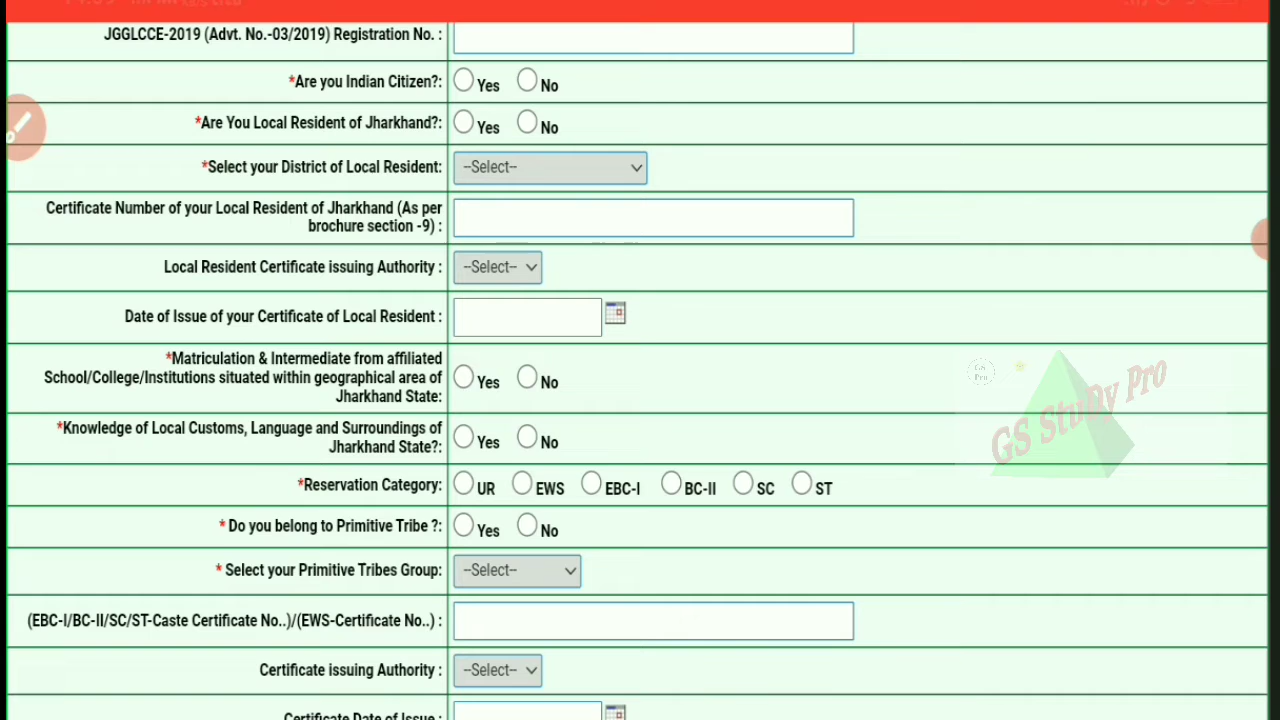 JGGLCCE-2019 (Advt. No.-03/2019) Registration No. :
*Are you Indian Citizen?: Yes No
*Are You Local Resident of Jharkhand?: Yes No
*Select your District of Local Resident: --Select--
Certificate Number of your Local Resident of Jharkhand (As per
brochure section -9) :
Local Resident Certificate issuing Authority : --Select--
Date of Issue of your Certificate of Local Resident :
*Matriculation & Intermediate from affiliated
School/College/Institutions situated within geographical area of
Jharkhand State:
Yes No
GS Pro
GS StuDy Pro
*Knowledge of Local Customs, Language and Surroundings of
Jharkhand State?:
Yes No
*Reservation Category: UR EWS EBC-I BC-II SC ST
* Do you belong to Primitive Tribe ?: Yes No
* Select your Primitive Tribes Group: --Select--
(EBC-I/BC-II/SC/ST-Caste Certificate No..)/(EWS-Certificate No..) :
Certificate issuing Authority : --Select--
Certificate Date of Issue :